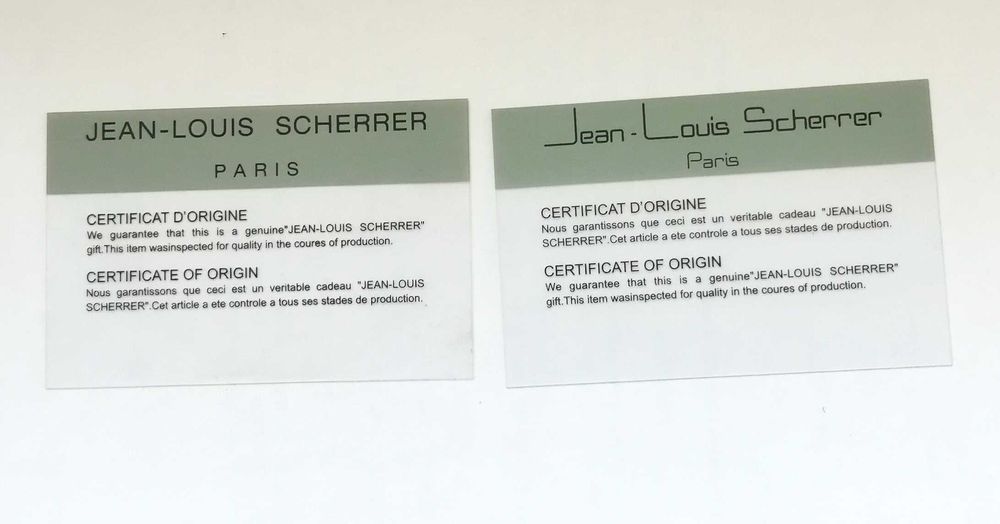 JEAN-LOUIS SCHERRER
PARIS
CERTIFICAT D'ORIGINE
We guarantee that this is a genuine"JEAN-LOUIS SCHERRER"
gift.This item wasinspected for quality in the coures of production.
CERTIFICATE OF ORIGIN
Nous garantissons que ceci est un veritable cadeau "JEAN-LOUIS
SCHERRER".Cet article a ete controle a tous ses stades de production.
Jean-Louis Scherrer
Paris
CERTIFICAT D'ORIGINE
Nous garantissons que ceci est un veritable cadeau "JEAN-LOUIS
SCHERRER".Cet article a ete controle a tous ses stades de production.
CERTIFICATE OF ORIGIN
We guarantee that this is a genuine"JEAN-LOUIS SCHERRER"
gift.This item wasinspected for quality in the coures of production.